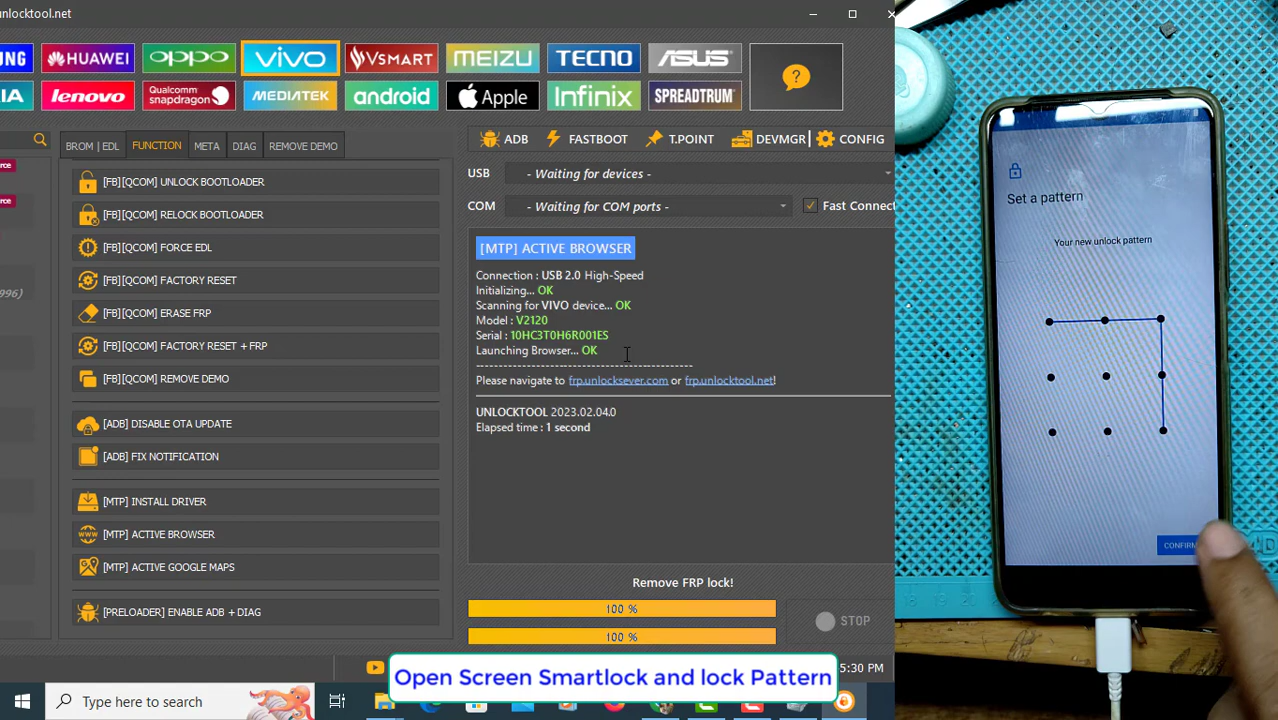 unlocktool.net
NG HUAWEI oppo vivo VSMART MEIZU TECNO ASUS
IA lenovo Qualcomm snapdragon MEDIATEK android Apple Infinix SPREADTRUM ?
BROM | EDL FUNCTION META DIAG REMOVE DEMO
rce
996)
[FB][QCOM] UNLOCK BOOTLOADER
[FB][QCOM] RELOCK BOOTLOADER
[FB][QCOM] FORCE EDL
[FB][QCOM] FACTORY RESET
[FB][QCOM] ERASE FRP
[FB][QCOM] FACTORY RESET + FRP
[FB][QCOM] REMOVE DEMO
[ADB] DISABLE OTA UPDATE
[ADB] FIX NOTIFICATION
[MTP] INSTALL DRIVER
[MTP] ACTIVE BROWSER
[MTP] ACTIVE GOOGLE MAPS
[PRELOADER] ENABLE ADB + DIAG
ADB FASTBOOT T.POINT DEVMGR CONFIG
USB - Waiting for devices -
COM - Waiting for COM ports - Fast Connect
[MTP] ACTIVE BROWSER
Connection : USB 2.0 High-Speed
Initializing... OK
Scanning for VIVO device... OK
Model : V2120
Serial : 10HC3T0H6R001ES
Launching Browser... OK
--------------------------------------------
Please navigate to frp.unlocksever.com or frp.unlocktool.net!
UNLOCKTOOL 2023.02.04.0
Elapsed time : 1 second
Remove FRP lock!
100 %
100 %
STOP
5:30 PM
Open Screen Smartlock and lock Pattern
Type here to search
Set a pattern
Your new unlock pattern
CONFIRM